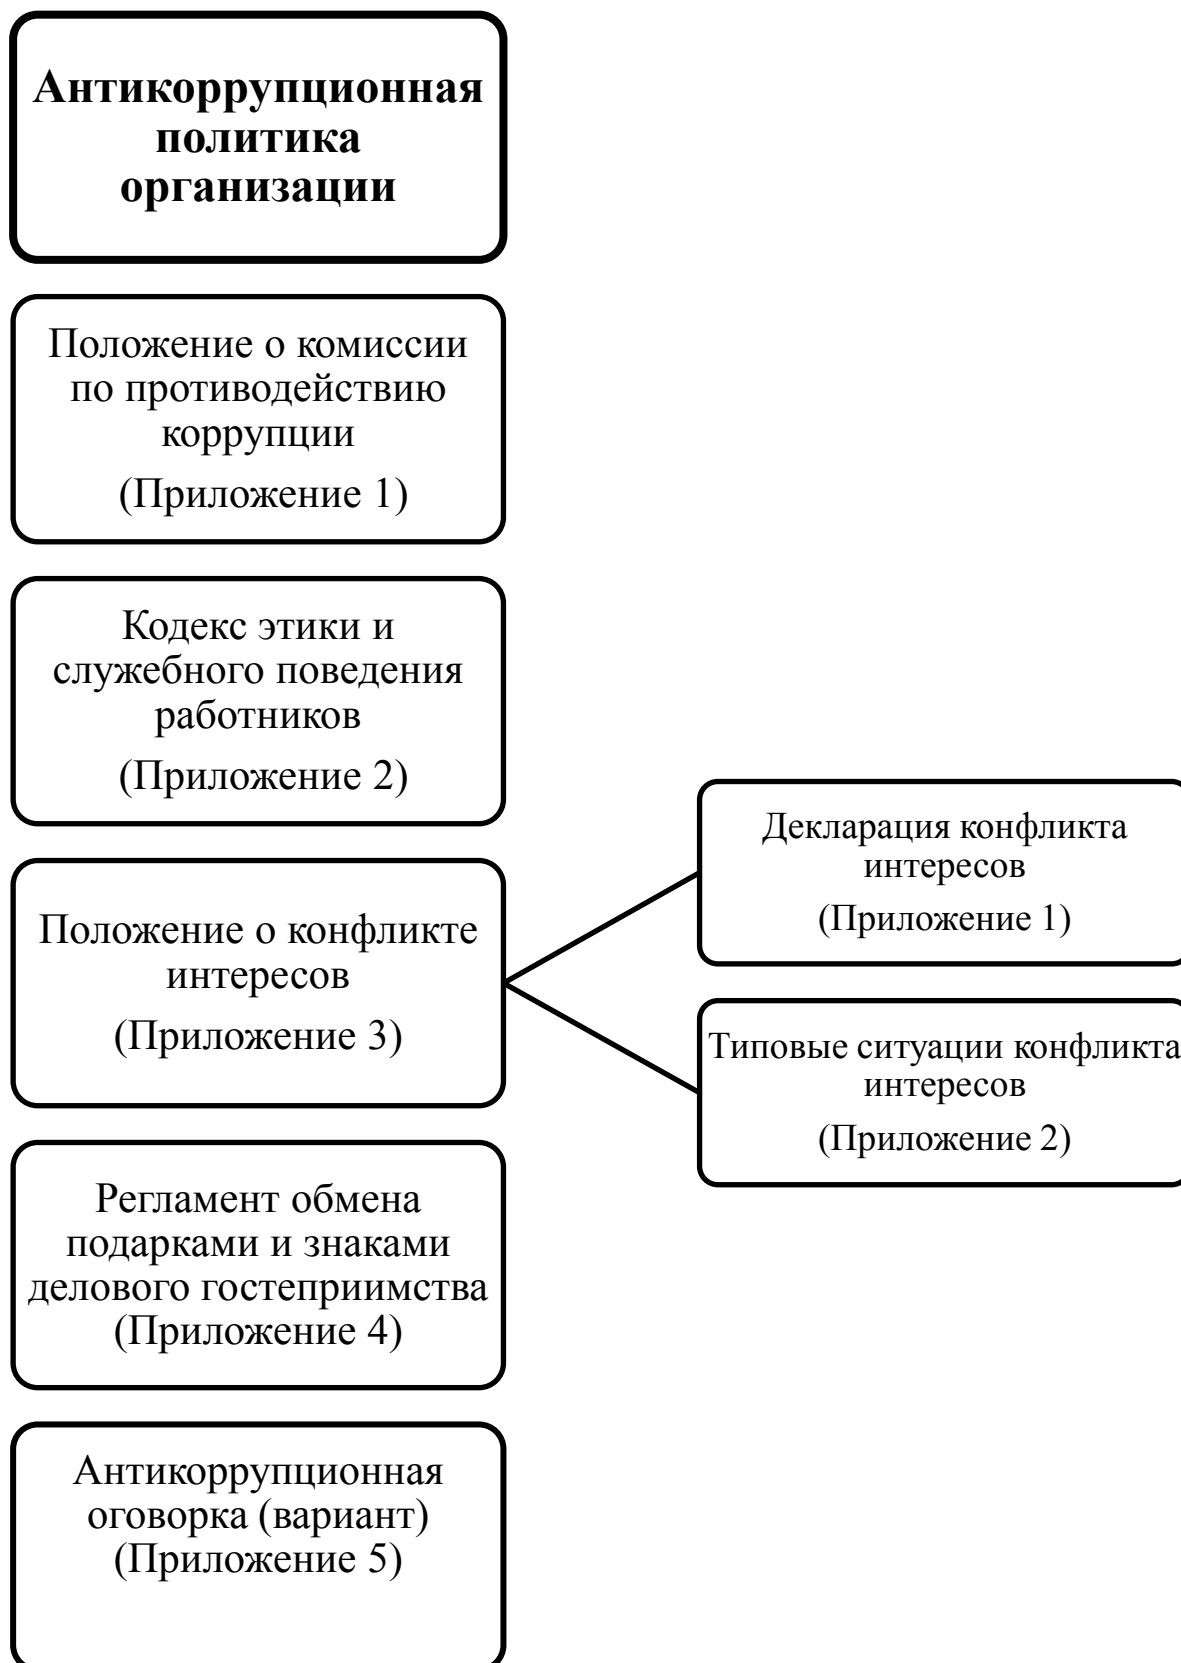 Антикоррупционная
политика
организации
Положение о комиссии
по противодействию
коррупции
(Приложение 1)
Кодекс этики и
служебного поведения
работников
(Приложение 2)
Положение о конфликте
интересов
(Приложение 3)
Декларация конфликта
интересов
(Приложение 1)
Типовые ситуации конфликта
интересов
(Приложение 2)
Регламент обмена
подарками и знаками
делового гостеприимства
(Приложение 4)
Антикоррупционная
оговорка (вариант)
(Приложение 5)